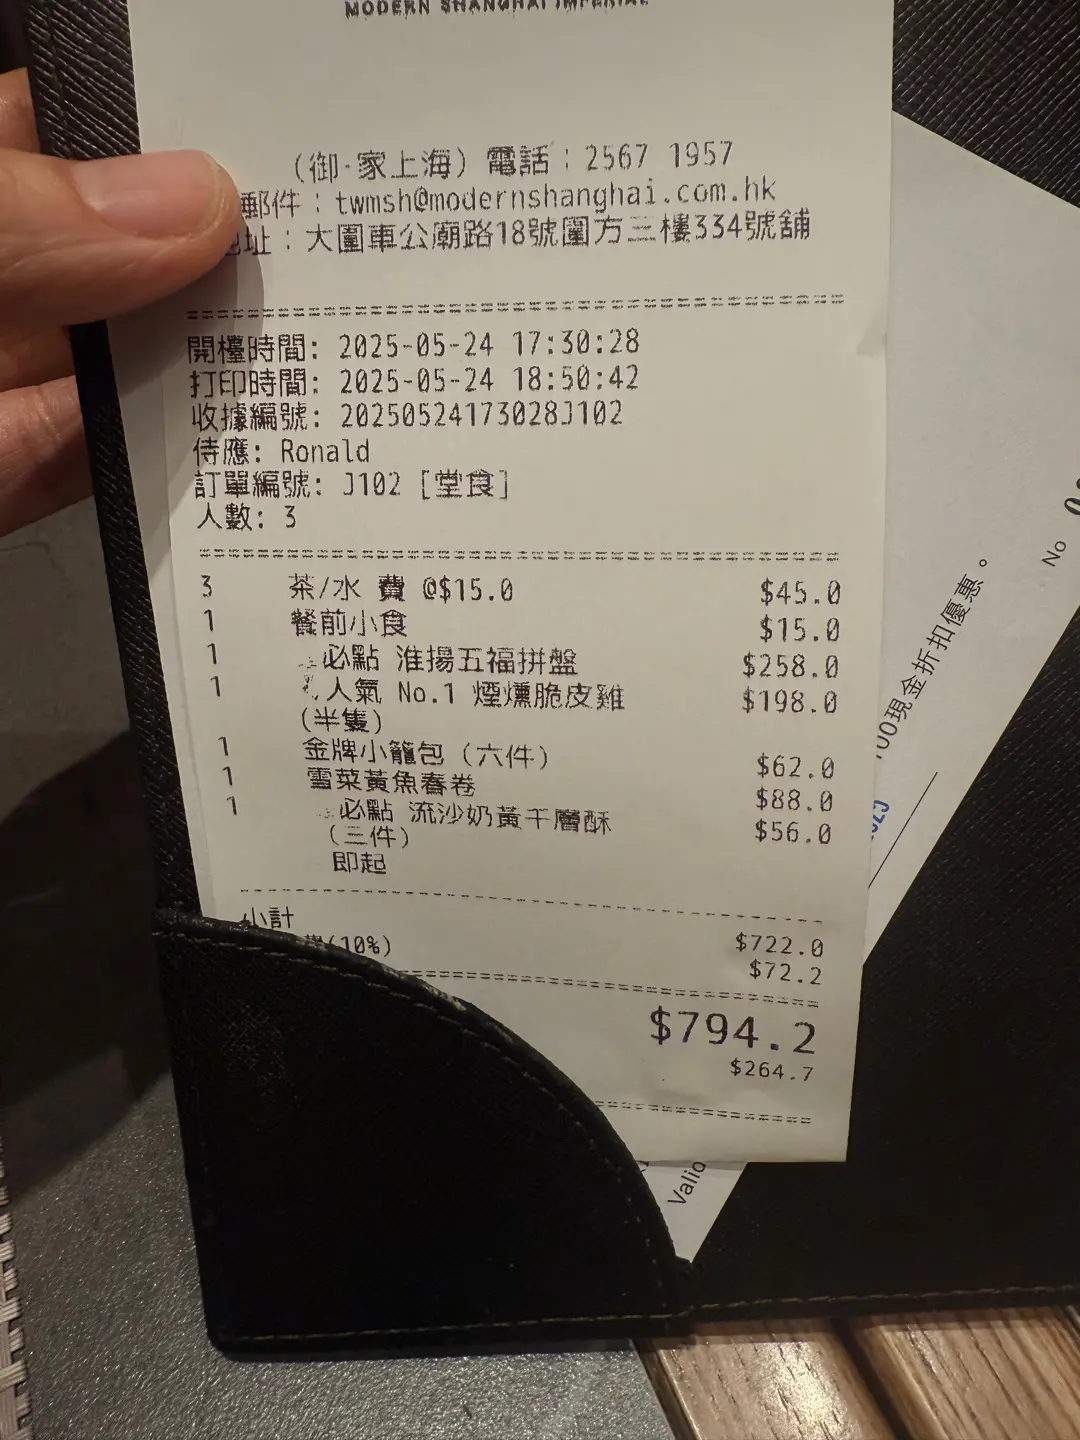 MODERN SHANGHAI IMPERIAL
(御·家上海) 電話：2567 1957
郵件：twmsh@modernshanghai.com.hk
地址：大圍車公廟路18號圍方三樓334號舖
開檯時間: 2025-05-24 17:30:28
打印時間: 2025-05-24 18:50:42
收據編號: 20250524173028J102
侍應: Ronald
訂單編號: J102 [堂食]
人數: 3
3 茶/水 費 @$15.0 $45.0
1 餐前小食 $15.0
1 必點 淮揚五福拼盤 $258.0
1 人氣 No.1 煙燻脆皮雞 $198.0
(半隻)
1 金牌小籠包 (六件) $62.0
1 雪菜黃魚春卷 $88.0
1 必點 流沙奶黃千層酥 $56.0
(三件)
即起
小計 $722.0
(10%) $72.2
$794.2
$264.7
00現金折扣優惠。
No
Valid